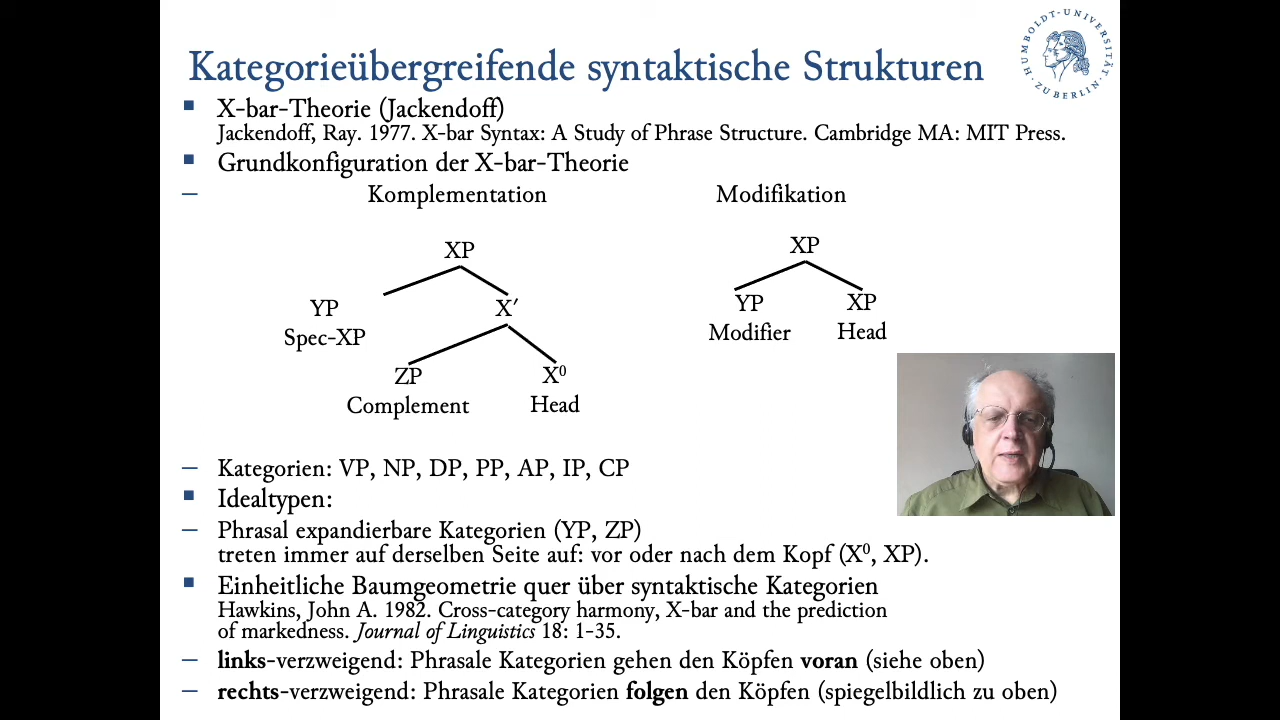 Kategorieübergreifende syntaktische Strukturen
HUMBOLDT-UNIVERSITÄT · ZU BERLIN ·
▪ X-bar-Theorie (Jackendoff)
Jackendoff, Ray. 1977. X-bar Syntax: A Study of Phrase Structure. Cambridge MA: MIT Press.
▪ Grundkonfiguration der X-bar-Theorie
– Komplementation Modifikation
XP XP
YP X′ YP XP
Spec-XP Modifier Head
ZP X⁰
Complement Head
– Kategorien: VP, NP, DP, PP, AP, IP, CP
▪ Idealtypen:
– Phrasal expandierbare Kategorien (YP, ZP)
treten immer auf derselben Seite auf: vor oder nach dem Kopf (X⁰, XP).
▪ Einheitliche Baumgeometrie quer über syntaktische Kategorien
Hawkins, John A. 1982. Cross-category harmony, X-bar and the prediction
of markedness. Journal of Linguistics 18: 1-35.
– links-verzweigend: Phrasale Kategorien gehen den Köpfen voran (siehe oben)
– rechts-verzweigend: Phrasale Kategorien folgen den Köpfen (spiegelbildlich zu oben)